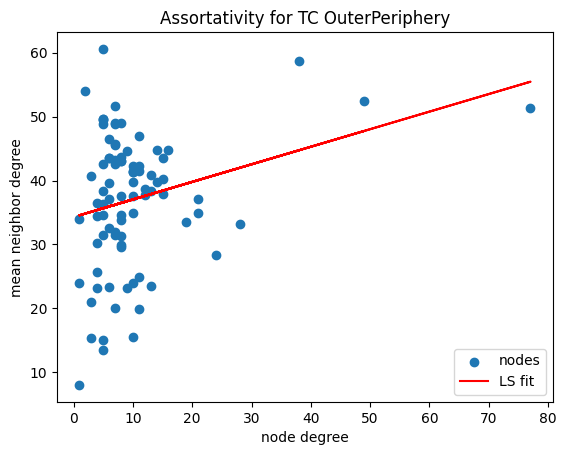 Assortativity for TC OuterPeriphery
mean neighbor degree
60
50
40
30
20
10
0 10 20 30 40 50 60 70 80
node degree
nodes
LS fit